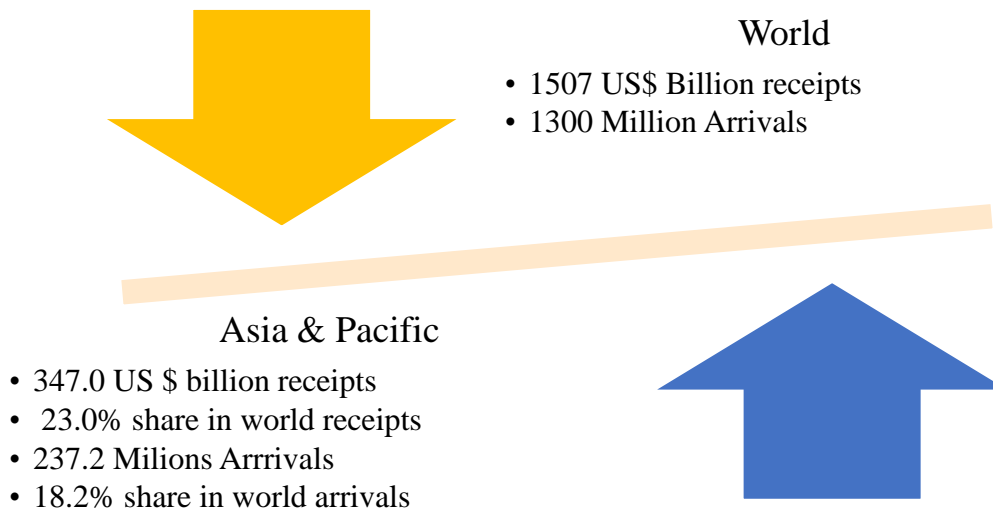 World
• 1507 US$ Billion receipts
• 1300 Million Arrivals
Asia & Pacific
• 347.0 US $ billion receipts
• 23.0% share in world receipts
• 237.2 Milions Arrrivals
• 18.2% share in world arrivals